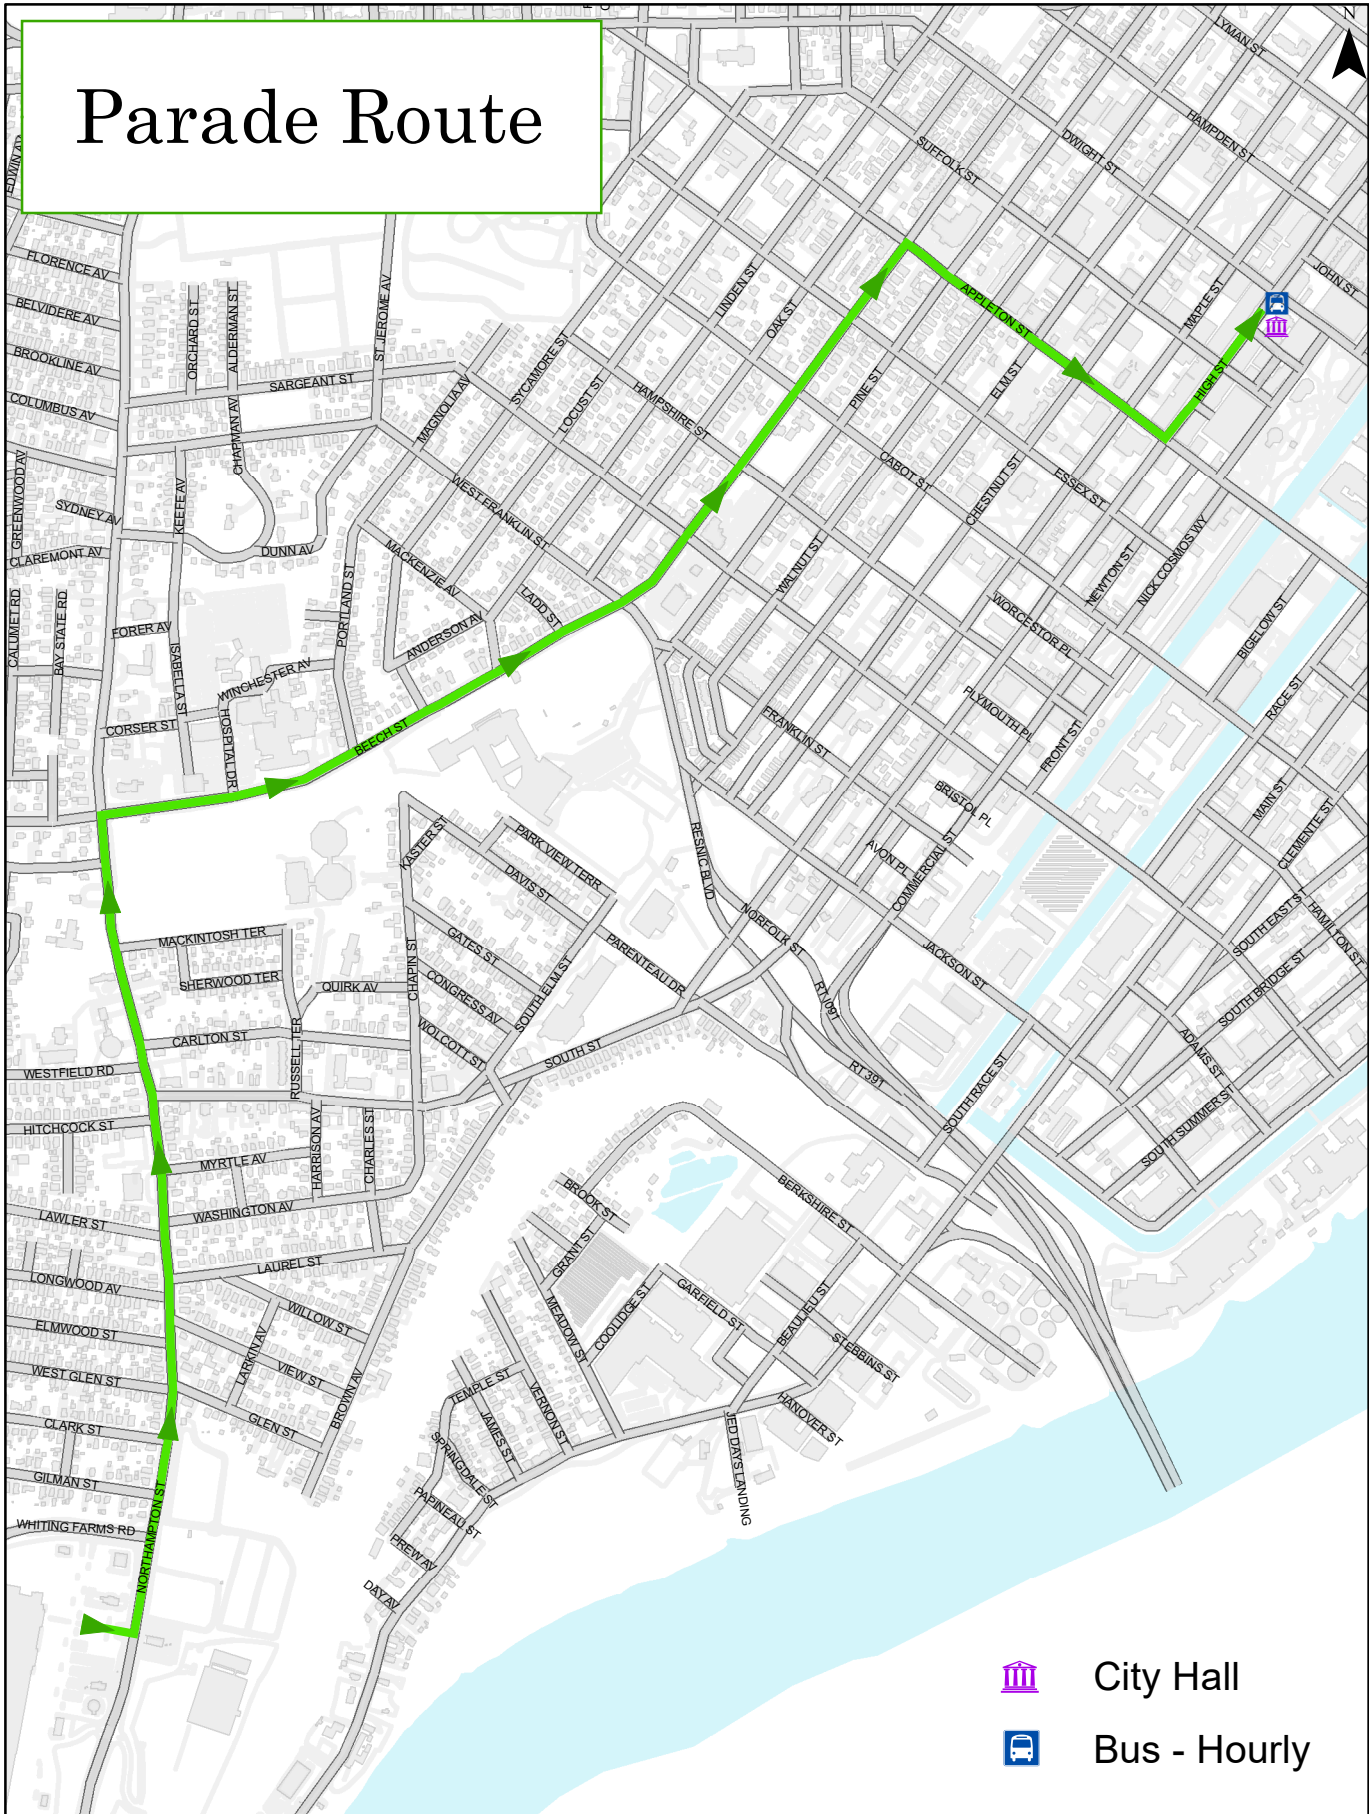 Parade Route
N
LYMAN ST
HAMPDEN ST
DWIGHT ST
SUFFOLK ST
JOHN ST
MAPLE ST
APPLETON ST
HIGH ST
LINDEN ST
OAK ST
PINE ST
ELM ST
FLORENCE AV
BELVIDERE AV
BROOKLINE AV
COLUMBUS AV
ORCHARD ST
ALDERMAN ST
ST JEROME AV
SARGEANT ST
CHAPMAN AV
MAGNOLIA AV
SYCAMORE ST
LOCUST ST
HAMPSHIRE ST
CABOT ST
CHESTNUT ST
ESSEX ST
GREENWOOD AV
SYDNEY AV
KEEFE AV
CLAREMONT AV
DUNN AV
WEST FRANKLIN ST
MACKENZIE AV
LADD ST
WALNUT ST
NEWTON ST
NICK COSMOS WY
WORCESTOR PL
BIGELOW ST
CALUMET RD
BAY STATE RD
FORER AV
ISABELLA ST
PORTLAND ST
ANDERSON AV
WINCHESTER AV
CORSER ST
HOSPITAL DR
BEECH ST
PLYMOUTH PL
FRONT ST
RACE ST
FRANKLIN ST
BRISTOL PL
MAIN ST
CLEMENTE ST
KASTER ST
PARK VIEW TERR
DAVIS ST
RESNIC BLVD
AVON PL
COMMERCIAL ST
NORFOLK ST
JACKSON ST
SOUTH EAST ST
HAMILTON ST
SOUTH BRIDGE ST
MACKINTOSH TER
SHERWOOD TER
QUIRK AV
CHAPIN ST
GATES ST
CONGRESS AV
WOLCOTT ST
SOUTH ELM ST
PARENTEAU DR
RT I091
RT 391
CARLTON ST
RUSSELL TER
SOUTH ST
WESTFIELD RD
HITCHCOCK ST
ADAMS ST
SOUTH RACE ST
SOUTH SUMMER ST
MYRTLE AV
HARRISON AV
CHARLES ST
WASHINGTON AV
LAWLER ST
LAUREL ST
LONGWOOD AV
WILLOW ST
ELMWOOD ST
LARKIN AV
VIEW ST
WEST GLEN ST
BROWN AV
GLEN ST
CLARK ST
GILMAN ST
WHITING FARMS RD
NORTHAMPTON ST
BROOK ST
GRANT ST
BERKSHIRE ST
MEADOW ST
COOLIDGE ST
GARFIELD ST
BEAULIEU ST
STEBBINS ST
TEMPLE ST
VERNON ST
JAMES ST
HANOVER ST
JED DAYS LANDING
SPRINGDALE ST
PAPINEAU ST
PREW AV
DAY AV
City Hall
Bus - Hourly